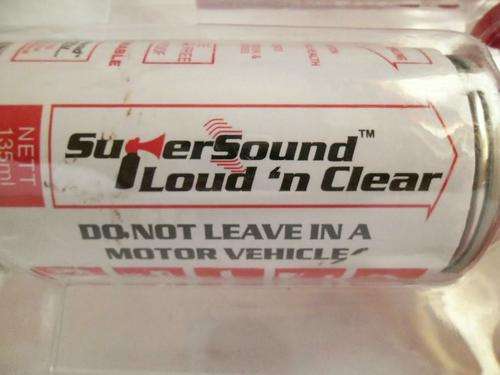 NETT
135ml
SuperSound™
Loud 'n Clear
DO NOT LEAVE IN A
MOTOR VEHICLE